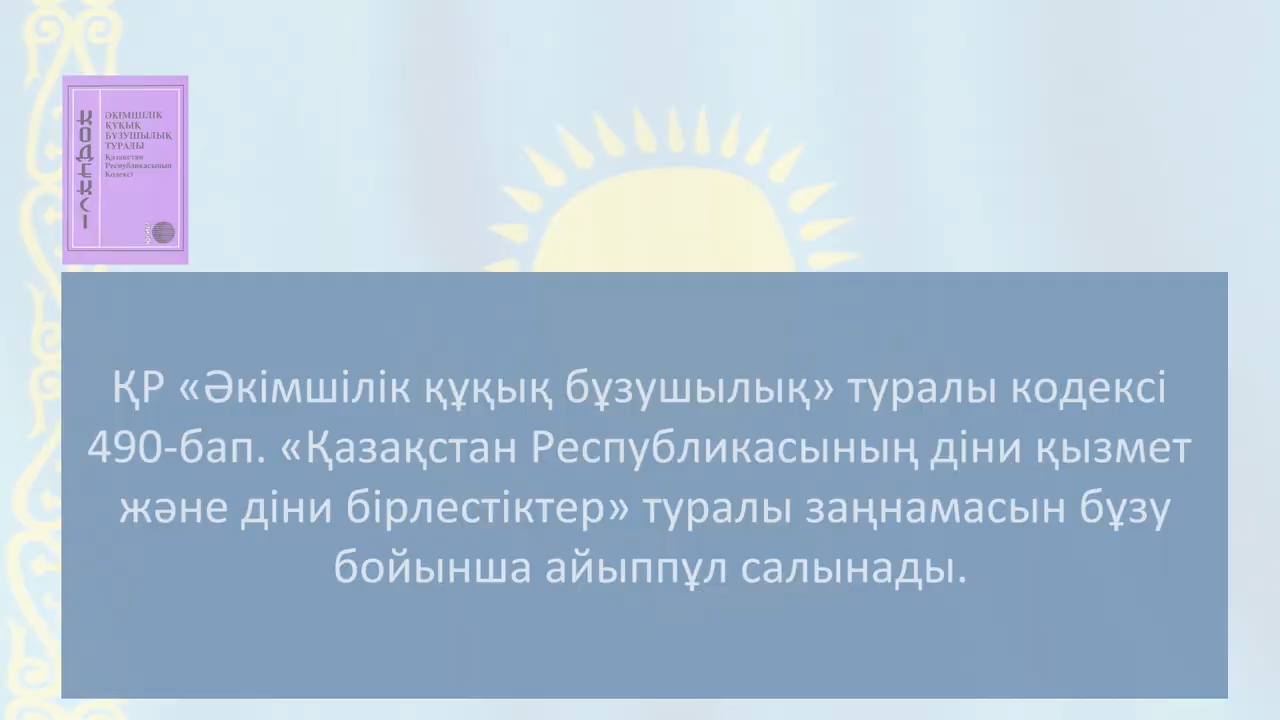 КОДЕКСІ
ӘКІМШІЛІК
ҚҰҚЫҚ
БҰЗУШЫЛЫҚ
ТУРАЛЫ
Қазақстан
Республикасының
Кодексі
ҚР «Әкімшілік құқық бұзушылық» туралы кодексі
490-бап. «Қазақстан Республикасының діни қызмет
және діни бірлестіктер» туралы заңнамасын бұзу
бойынша айыппұл салынады.